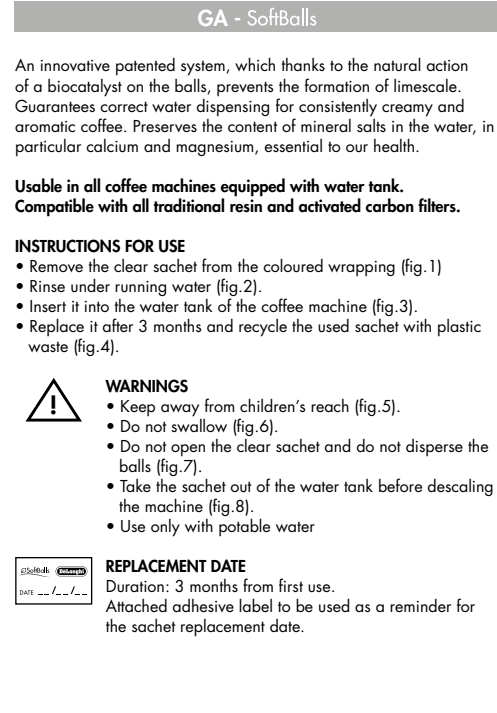 GA - SoftBalls
An innovative patented system, which thanks to the natural action
of a biocatalyst on the balls, prevents the formation of limescale.
Guarantees correct water dispensing for consistently creamy and
aromatic coffee. Preserves the content of mineral salts in the water, in
particular calcium and magnesium, essential to our health.
Usable in all coffee machines equipped with water tank.
Compatible with all traditional resin and activated carbon filters.
INSTRUCTIONS FOR USE
• Remove the clear sachet from the coloured wrapping (fig.1)
• Rinse under running water (fig.2).
• Insert it into the water tank of the coffee machine (fig.3).
• Replace it after 3 months and recycle the used sachet with plastic
waste (fig.4).
WARNINGS
• Keep away from children's reach (fig.5).
• Do not swallow (fig.6).
• Do not open the clear sachet and do not disperse the
balls (fig.7).
• Take the sachet out of the water tank before descaling
the machine (fig.8).
• Use only with potable water
SoftBalls DeLonghi
DATE __/__/__
REPLACEMENT DATE
Duration: 3 months from first use.
Attached adhesive label to be used as a reminder for
the sachet replacement date.